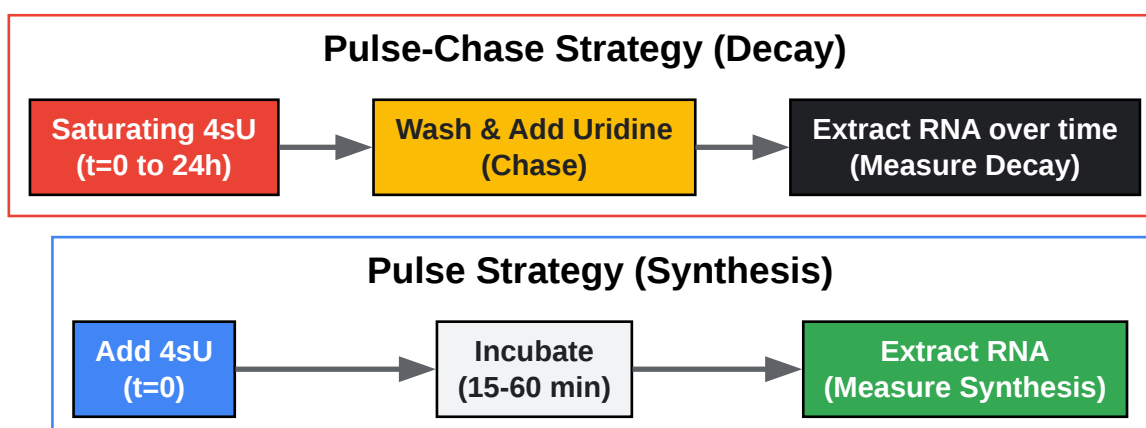 Pulse-Chase Strategy (Decay)
Saturating 4sU
(t=0 to 24h)
Wash & Add Uridine
(Chase)
Extract RNA over time
(Measure Decay)
Pulse Strategy (Synthesis)
Add 4sU
(t=0)
Incubate
(15-60 min)
Extract RNA
(Measure Synthesis)